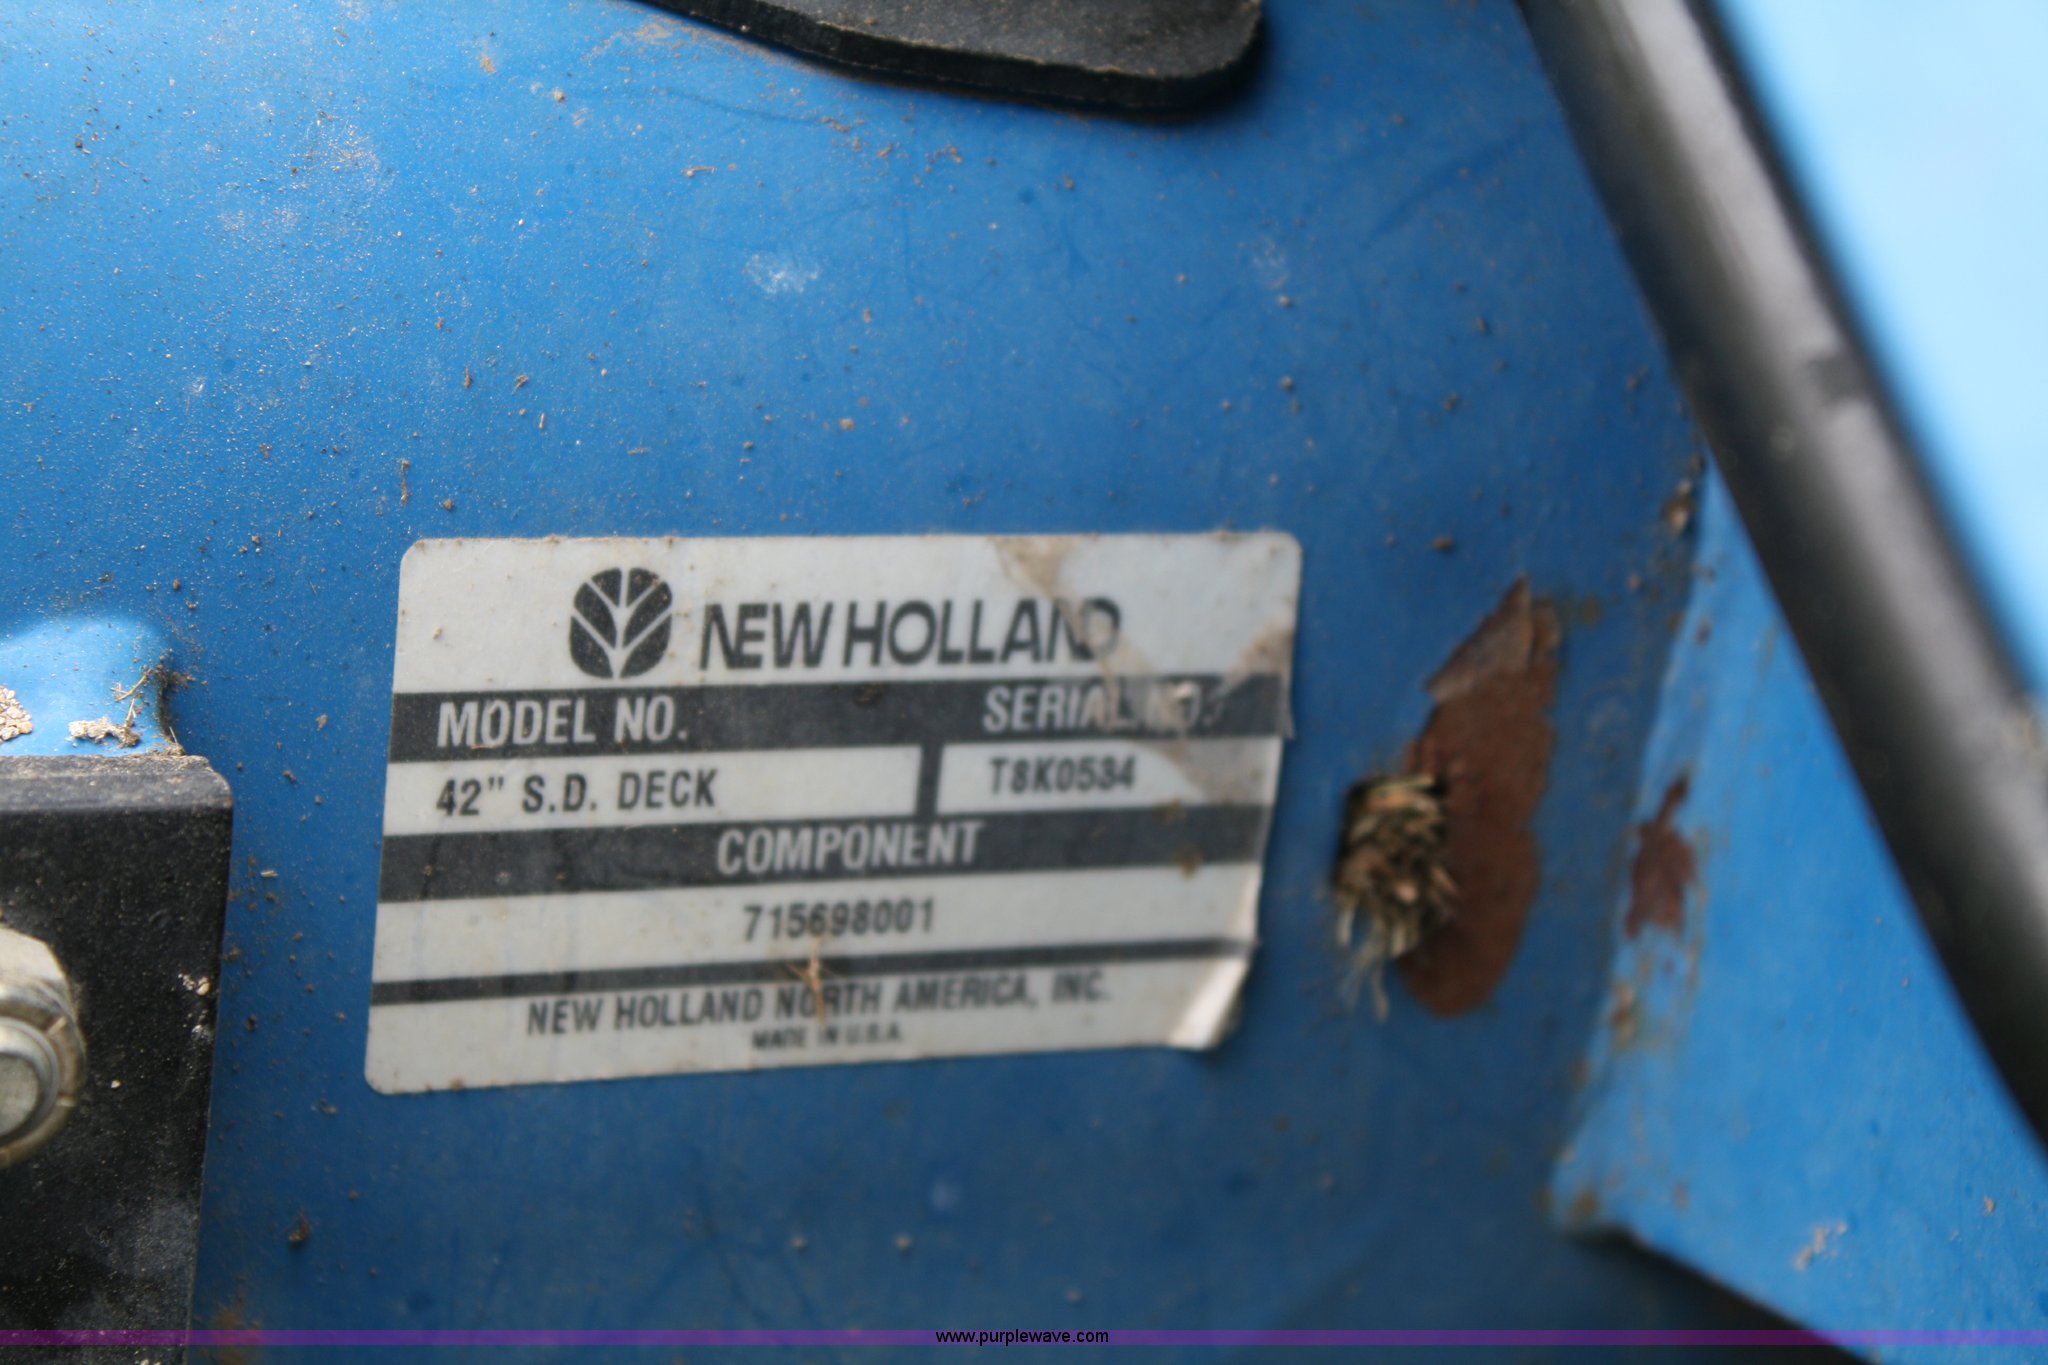 NEW HOLLAND
MODEL NO. SERIAL NO.
42" S.D. DECK T8K0534
COMPONENT
715698001
NEW HOLLAND NORTH AMERICA, INC.
MADE IN U.S.A.
www.purplewave.com